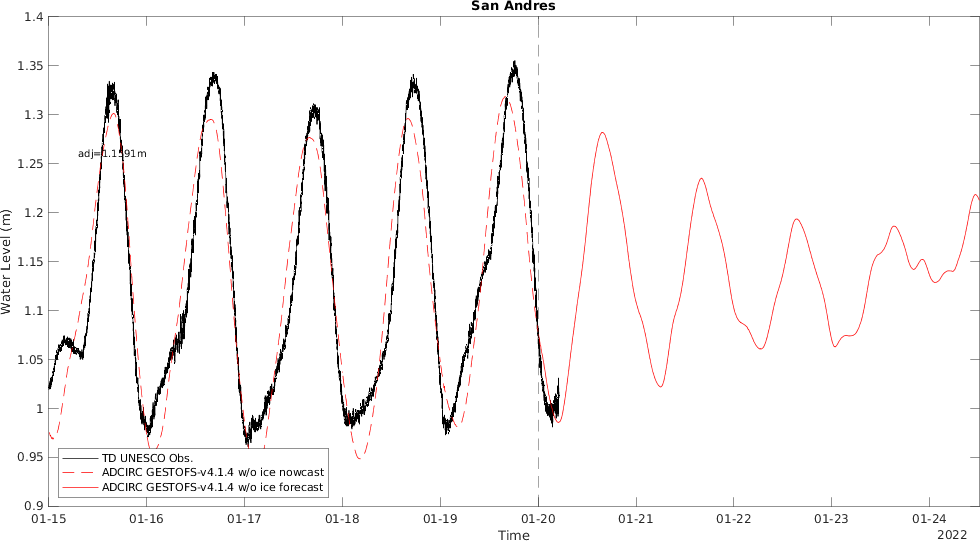 San Andres
1.4
1.35
1.3
1.25
1.2
1.15
1.1
1.05
1
0.95
0.9
Water Level (m)
adj=1.1591m
TD UNESCO Obs.
ADCIRC GESTOFS-v4.1.4 w/o ice nowcast
ADCIRC GESTOFS-v4.1.4 w/o ice forecast
01-15 01-16 01-17 01-18 01-19 01-20 01-21 01-22 01-23 01-24
Time
2022